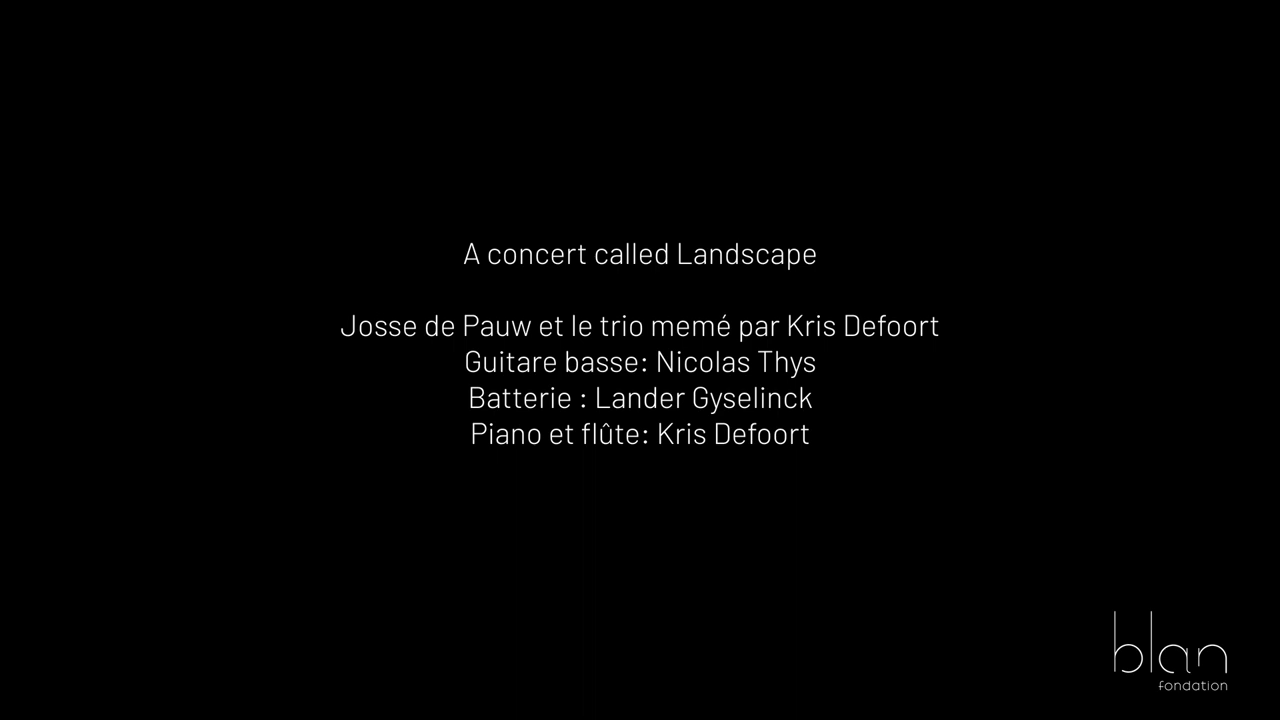 A concert called Landscape
Josse de Pauw et le trio memé par Kris Defoort
Guitare basse: Nicolas Thys
Batterie : Lander Gyselinck
Piano et flûte: Kris Defoort
blan
fondation